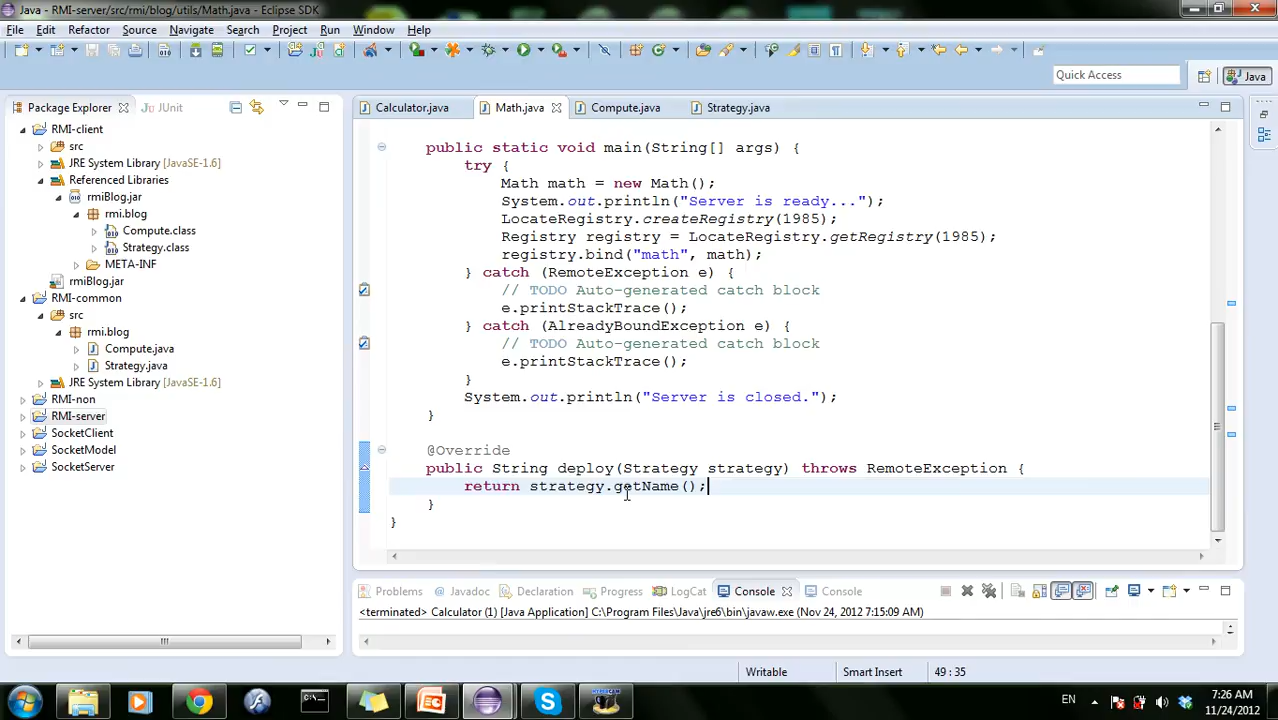 Java - RMI-server/src/rmi/blog/utils/Math.java - Eclipse SDK
File Edit Refactor Source Navigate Search Project Run Window Help
Quick Access
Java
Package Explorer
JUnit
Calculator.java
Math.java
Compute.java
Strategy.java
RMI-client
src
JRE System Library [JavaSE-1.6]
Referenced Libraries
rmiBlog.jar
rmi.blog
Compute.class
Strategy.class
META-INF
rmiBlog.jar
RMI-common
src
rmi.blog
Compute.java
Strategy.java
JRE System Library [JavaSE-1.6]
RMI-non
RMI-server
SocketClient
SocketModel
SocketServer
public static void main(String[] args) {
try {
Math math = new Math();
System.out.println("Server is ready...");
LocateRegistry.createRegistry(1985);
Registry registry = LocateRegistry.getRegistry(1985);
registry.bind("math", math);
} catch (RemoteException e) {
// TODO Auto-generated catch block
e.printStackTrace();
} catch (AlreadyBoundException e) {
// TODO Auto-generated catch block
e.printStackTrace();
}
System.out.println("Server is closed.");
}
@Override
public String deploy(Strategy strategy) throws RemoteException {
return strategy.getName();
}
}
Problems
Javadoc
Declaration
Progress
LogCat
Console
Console
<terminated> Calculator (1) [Java Application] C:\Program Files\Java\jre6\bin\javaw.exe (Nov 24, 2012 7:15:09 AM)
Writable
Smart Insert
49 : 35
EN
7:26 AM
11/24/2012